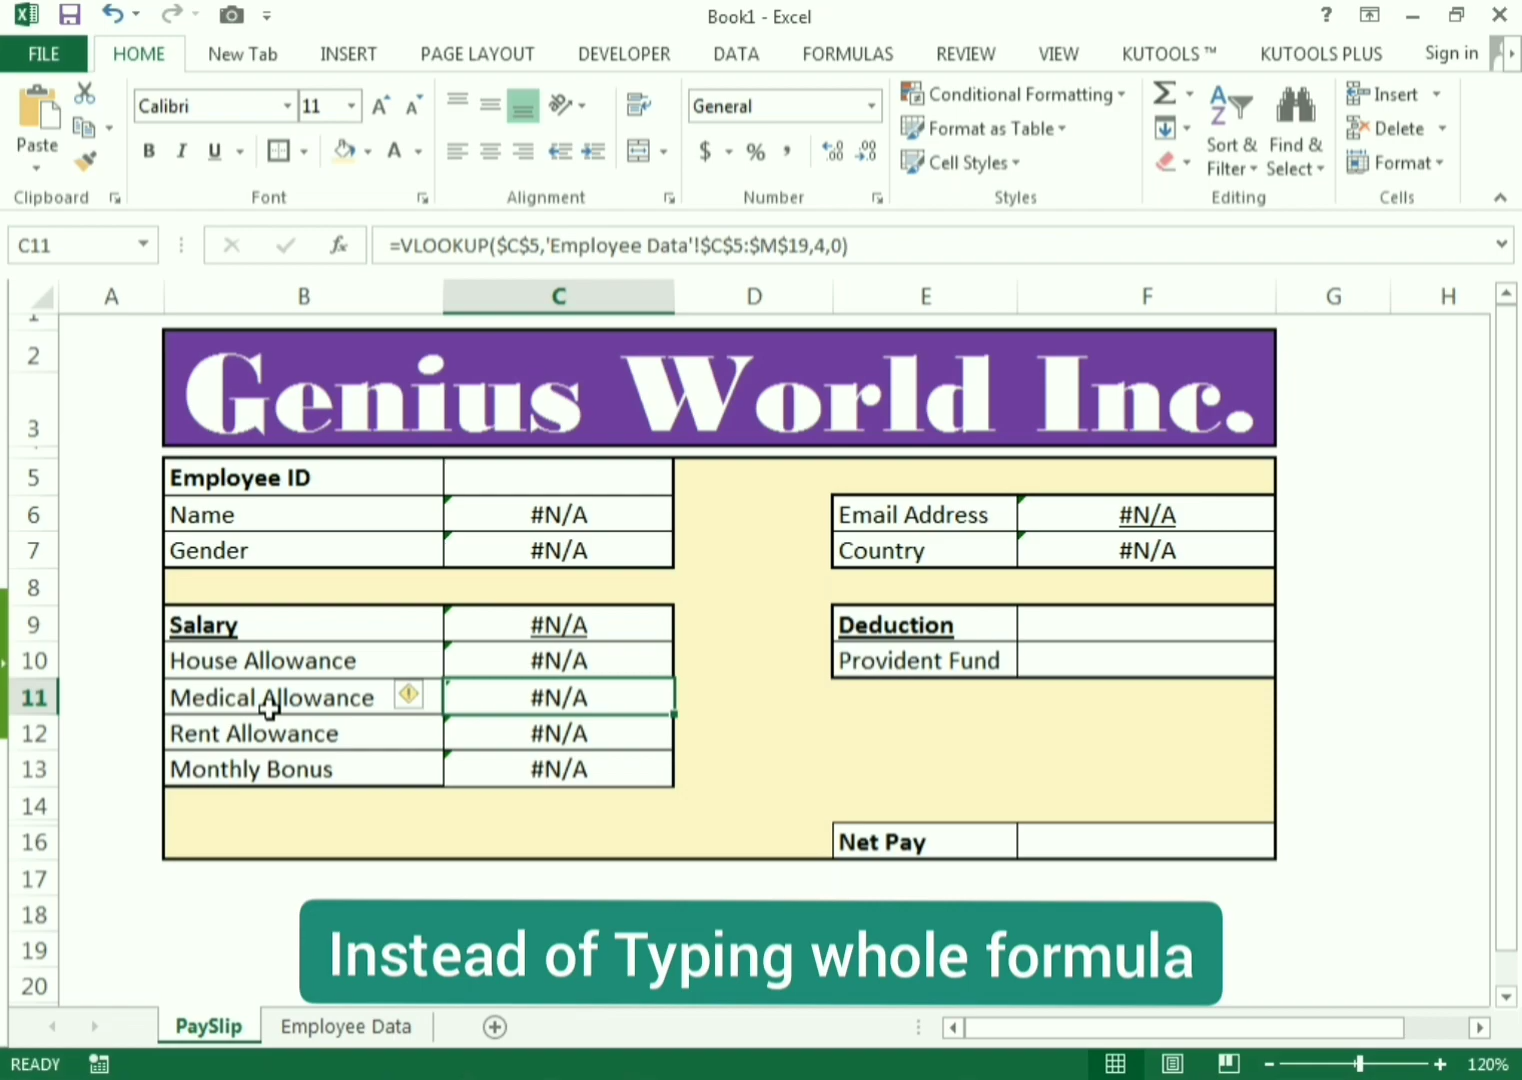 Book1 - Excel
?
FILE HOME New Tab INSERT PAGE LAYOUT DEVELOPER DATA FORMULAS REVIEW VIEW KUTOOLS ™ KUTOOLS PLUS Sign in
Paste
Clipboard
Calibri 11
B I U A
Font
Alignment
General
$ % ,
Number
Conditional Formatting
Format as Table
Cell Styles
Styles
Sort & Filter
Find & Select
Editing
Insert
Delete
Format
Cells
C11 fx =VLOOKUP($C$5,'Employee Data'!$C$5:$M$19,4,0)
A B C D E F G H
1
2
3
Genius World Inc.
5 Employee ID
6 Name #N/A Email Address #N/A
7 Gender #N/A Country #N/A
8
9 Salary #N/A Deduction
10 House Allowance #N/A Provident Fund
11 Medical Allowance #N/A
12 Rent Allowance #N/A
13 Monthly Bonus #N/A
14
16 Net Pay
17
18
19
20
Instead of Typing whole formula
PaySlip Employee Data
READY 120%